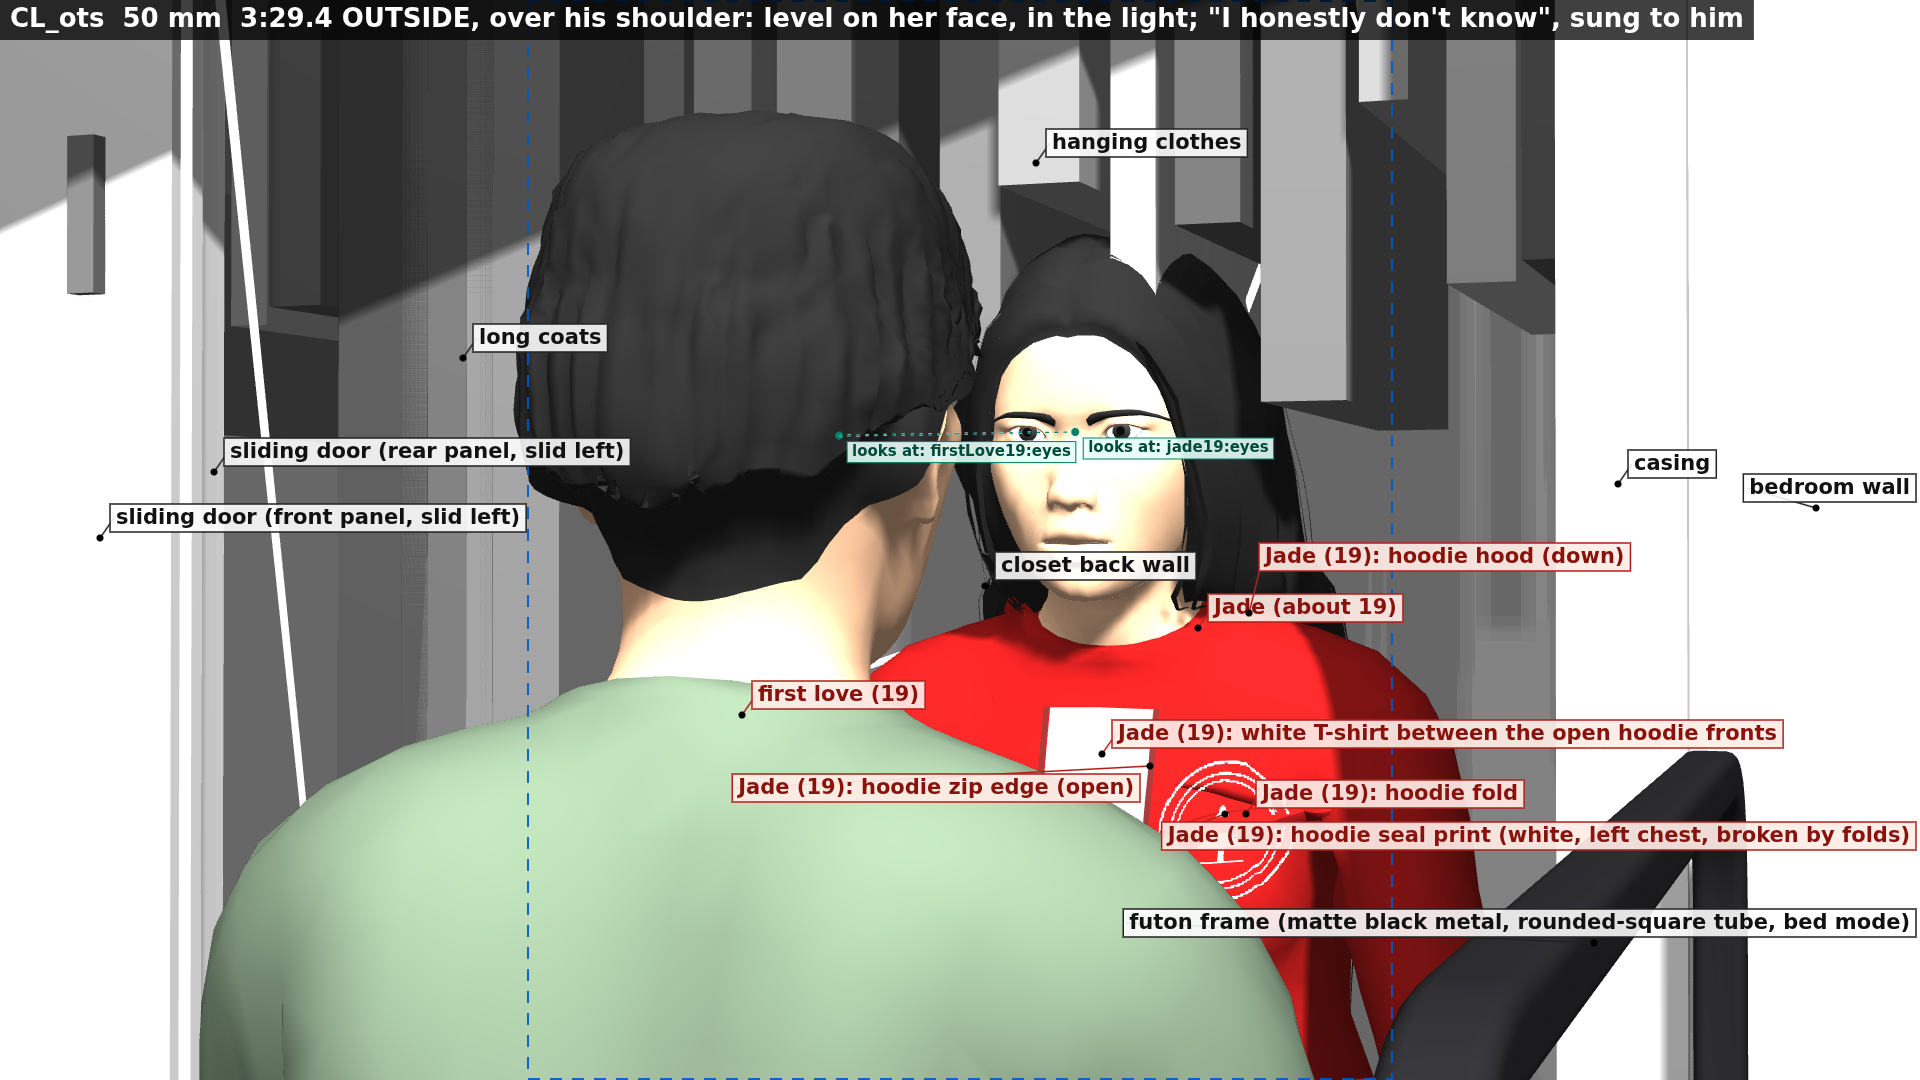 CL_ots  50 mm  3:29.4 OUTSIDE, over his shoulder: level on her face, in the light; "I honestly don't know", sung to him
hanging clothes
long coats
looks at: firstLove19:eyes
looks at: jade19:eyes
sliding door (rear panel, slid left)
casing
bedroom wall
sliding door (front panel, slid left)
closet back wall
Jade (19): hoodie hood (down)
Jade (about 19)
first love (19)
Jade (19): white T-shirt between the open hoodie fronts
Jade (19): hoodie zip edge (open)
Jade (19): hoodie fold
Jade (19): hoodie seal print (white, left chest, broken by folds)
futon frame (matte black metal, rounded-square tube, bed mode)